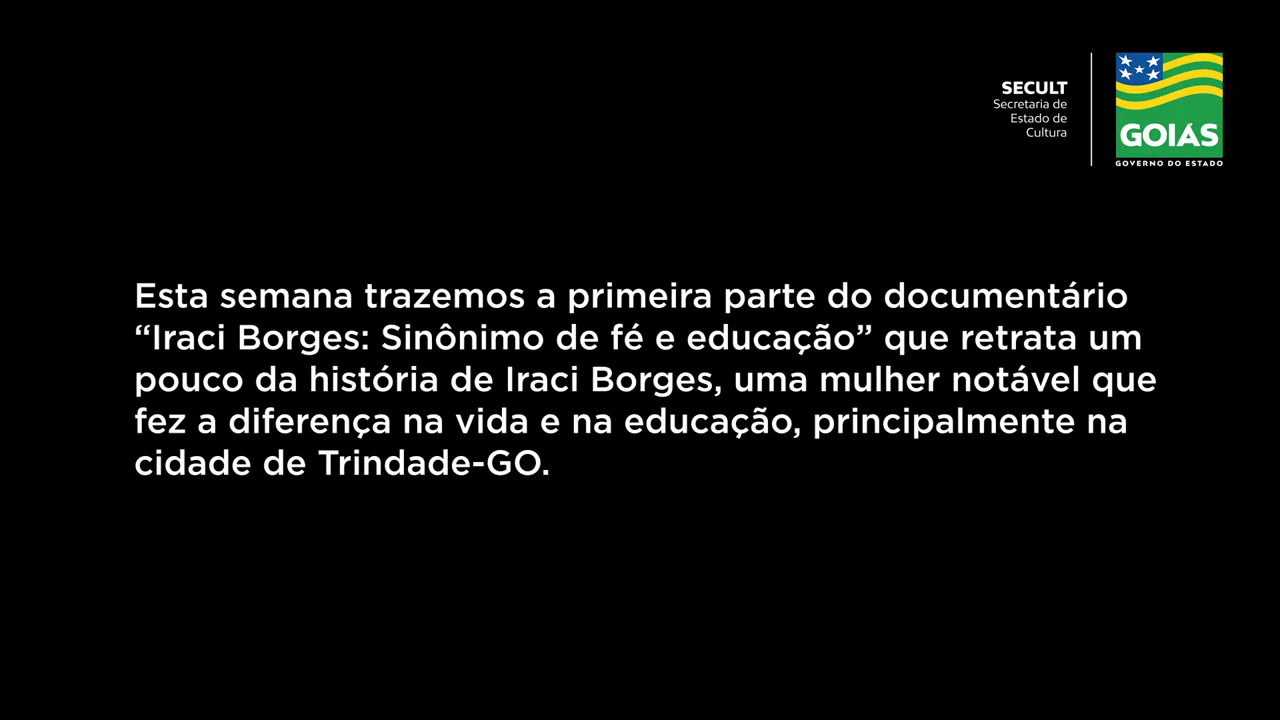 SECULT
Secretaria de
Estado de
Cultura
GOIÁS
GOVERNO DO ESTADO
Esta semana trazemos a primeira parte do documentário
“Iraci Borges: Sinônimo de fé e educação” que retrata um
pouco da história de Iraci Borges, uma mulher notável que
fez a diferença na vida e na educação, principalmente na
cidade de Trindade-GO.